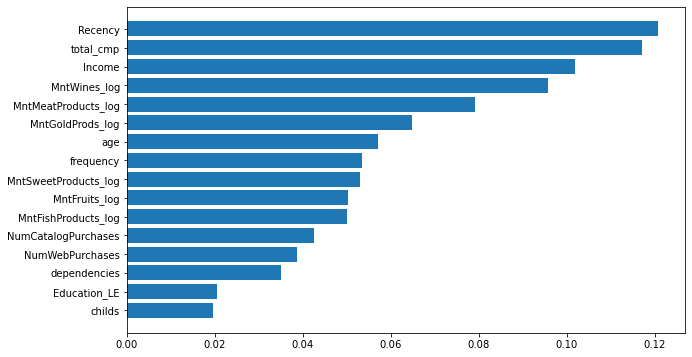 Recency
total_cmp
Income
MntWines_log
MntMeatProducts_log
MntGoldProds_log
age
frequency
MntSweetProducts_log
MntFruits_log
MntFishProducts_log
NumCatalogPurchases
NumWebPurchases
dependencies
Education_LE
childs
0.00 0.02 0.04 0.06 0.08 0.10 0.12